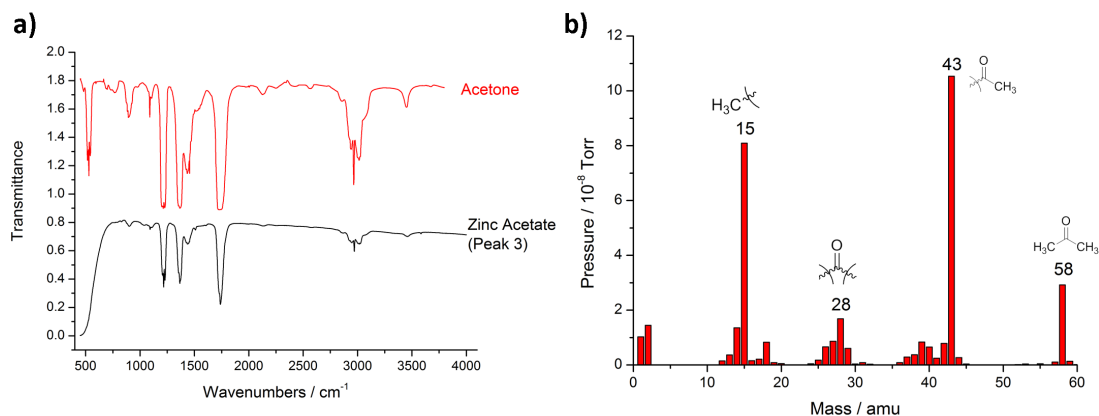 a)
Transmittance
2.0
1.8
1.6
1.4
1.2
1.0
0.8
0.6
0.4
0.2
0.0
Acetone
Zinc Acetate
(Peak 3)
500 1000 1500 2000 2500 3000 3500 4000
Wavenumbers / cm⁻¹
b)
Pressure / 10⁻⁸ Torr
12
10
8
6
4
2
0
H₃C
15
O
28
43
O
CH₃
O
H₃C CH₃
58
0 10 20 30 40 50 60
Mass / amu